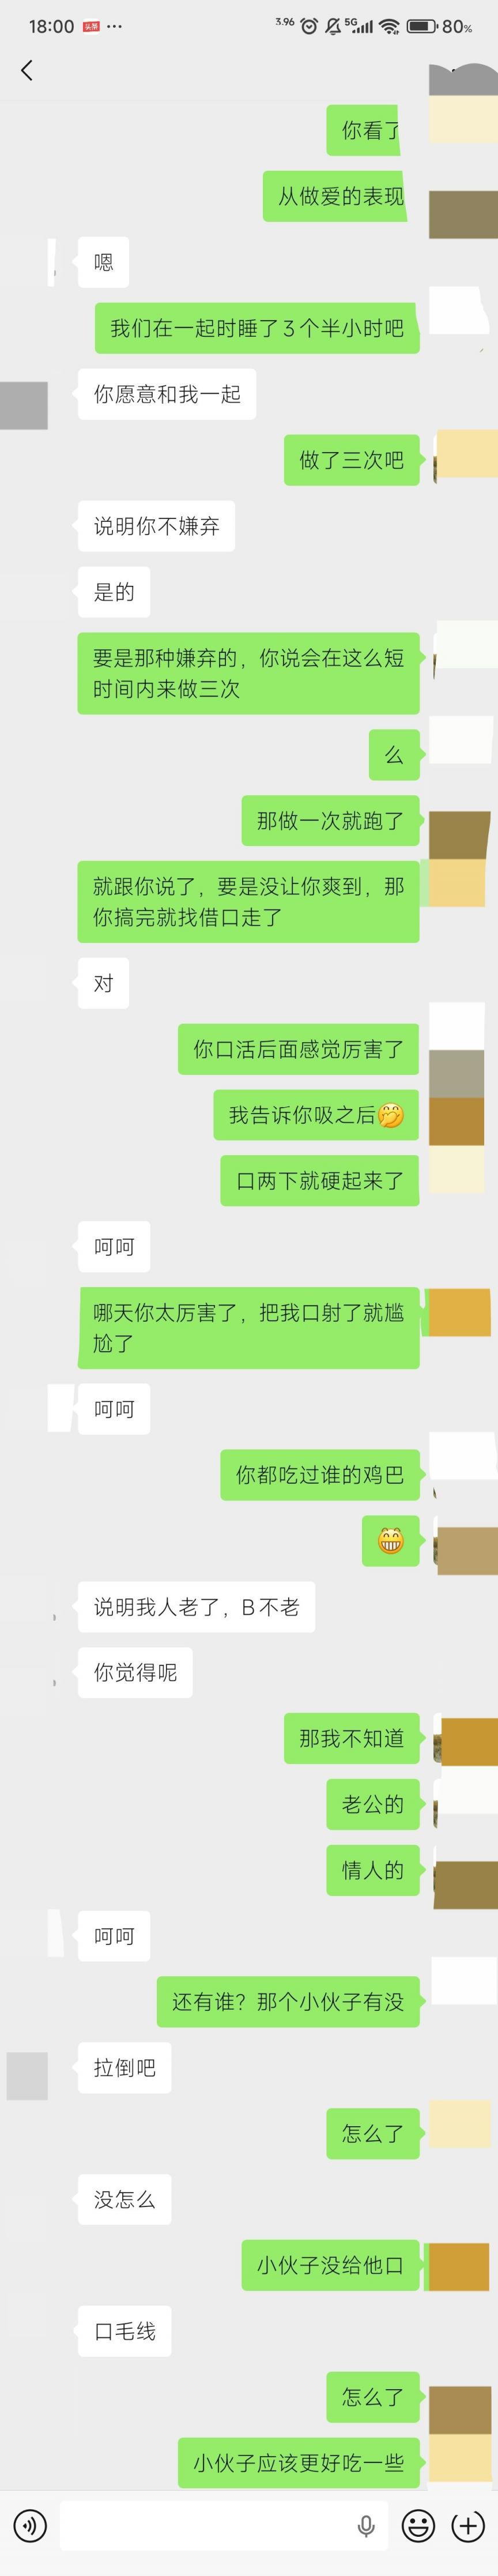 18:00 头条 ... 3.96 5G 80%
你看了
从做爱的表现
嗯
我们在一起时睡了3个半小时吧
你愿意和我一起
做了三次吧
说明你不嫌弃
是的
要是那种嫌弃的，你说会在这么短
时间内来做三次
么
那做一次就跑了
就跟你说了，要是没让你爽到，那
你搞完就找借口走了
对
你口活后面感觉厉害了
我告诉你吸之后🤭
口两下就硬起来了
呵呵
哪天你太厉害了，把我口射了就尴
尬了
呵呵
你都吃过谁的鸡巴
😁
说明我人老了，B不老
你觉得呢
那我不知道
老公的
情人的
呵呵
还有谁？那个小伙子有没
拉倒吧
怎么了
没怎么
小伙子没给他口
口毛线
怎么了
小伙子应该更好吃一些